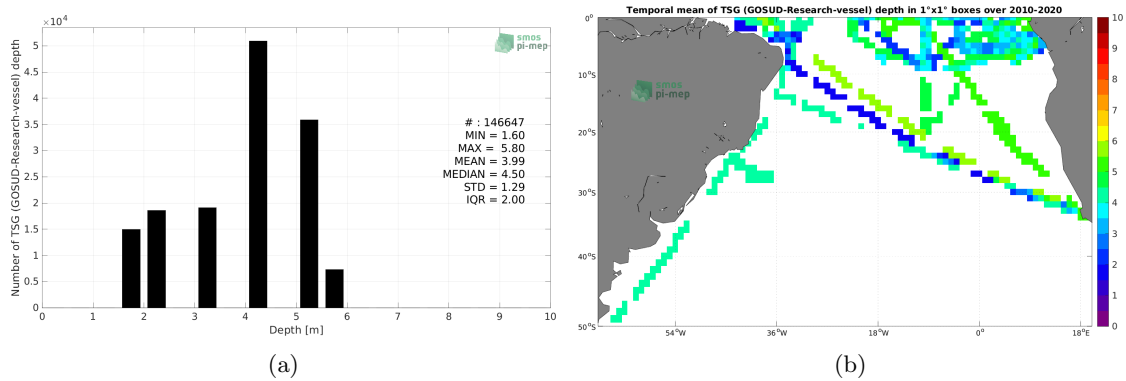 ×10⁴
5
4.5
4
3.5
3
2.5
2
1.5
1
0.5
0
Number of TSG (GOSUD-Research-vessel) depth
smos
pi-mep
# : 146647
MIN = 1.60
MAX = 5.80
MEAN = 3.99
MEDIAN = 4.50
STD = 1.29
IQR = 2.00
0 1 2 3 4 5 6 7 8 9 10
Depth [m]
(a)
Temporal mean of TSG (GOSUD-Research-vessel) depth in 1°x1° boxes over 2010-2020
0°
10°S
20°S
30°S
40°S
50°S
smos
pi-mep
54°W 36°W 18°W 0° 18°E
10
9
8
7
6
5
4
3
2
1
0
(b)